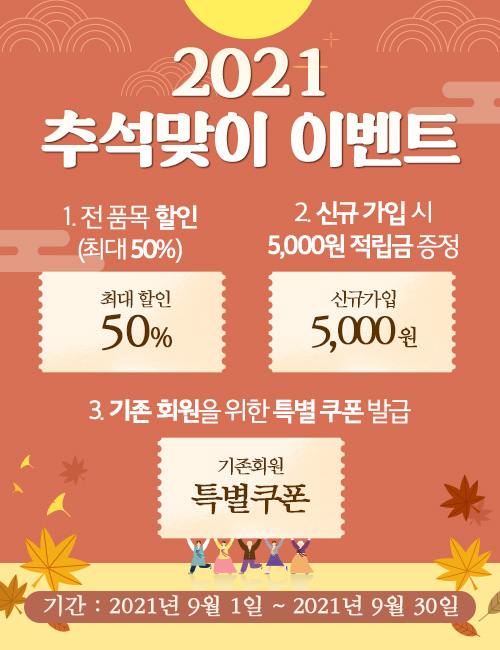 2021
추석맞이 이벤트
1. 전 품목 할인
(최대 50%)
최대 할인
50%
2. 신규 가입 시
5,000원 적립금 증정
신규가입
5,000원
3. 기존 회원을 위한 특별 쿠폰 발급
기존회원
특별쿠폰
기간 : 2021년 9월 1일 ~ 2021년 9월 30일